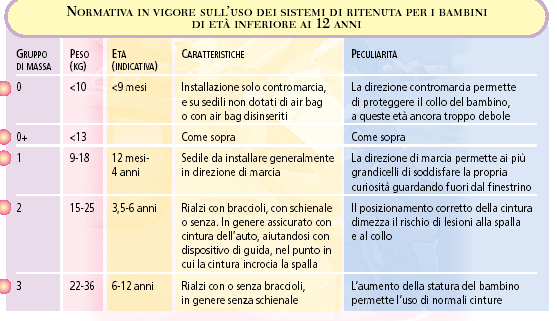 Normativa in vigore sull'uso dei sistemi di ritenuta per i bambini
di età inferiore ai 12 anni
Gruppo di massa Peso (kg) Età (indicativa) Caratteristiche Peculiarità
0 <10 <9 mesi Installazione solo contromarcia, La direzione contromarcia permette
e su sedili non dotati di air bag di proteggere il collo del bambino,
o con air bag disinseriti a queste età ancora troppo debole
0+ <13 Come sopra Come sopra
1 9-18 12 mesi- Sedile da installare generalmente La direzione di marcia permette ai più
4 anni in direzione di marcia grandicelli di soddisfare la propria
curiosità guardando fuori dal finestrino
2 15-25 3,5-6 anni Rialzi con braccioli, con schienale Il posizionamento corretto della cintura
o senza. In genere assicurato con dimezza il rischio di lesioni alla spalla
cintura dell'auto, aiutandosi con e al collo
dispositivo di guida, nel punto in
cui la cintura incrocia la spalla
3 22-36 6-12 anni Rialzi con o senza braccioli, L'aumento della statura del bambino
in genere senza schienale permette l'uso di normali cinture